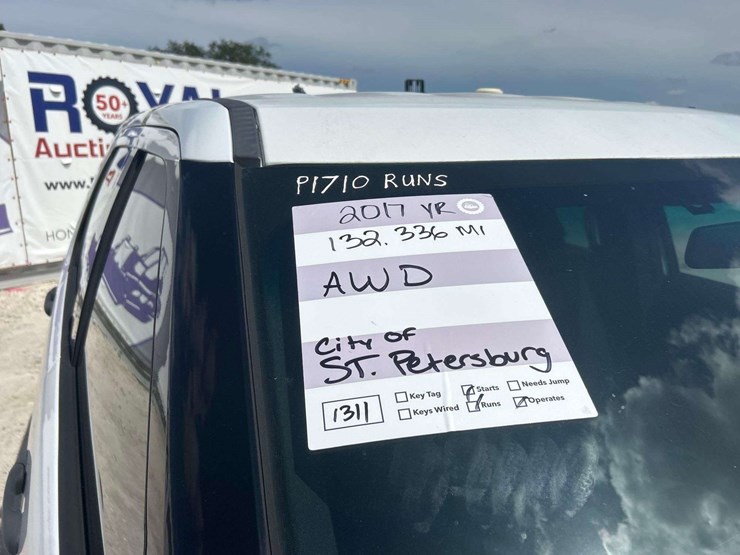 ROYAL
50+
YEARS
Aucti
www.
HON
P1710 RUNS
2017 YR
132.336 MI
AWD
City OF
ST. Petersburg
1311
Key Tag
Starts
Needs Jump
Keys Wired
Runs
Operates